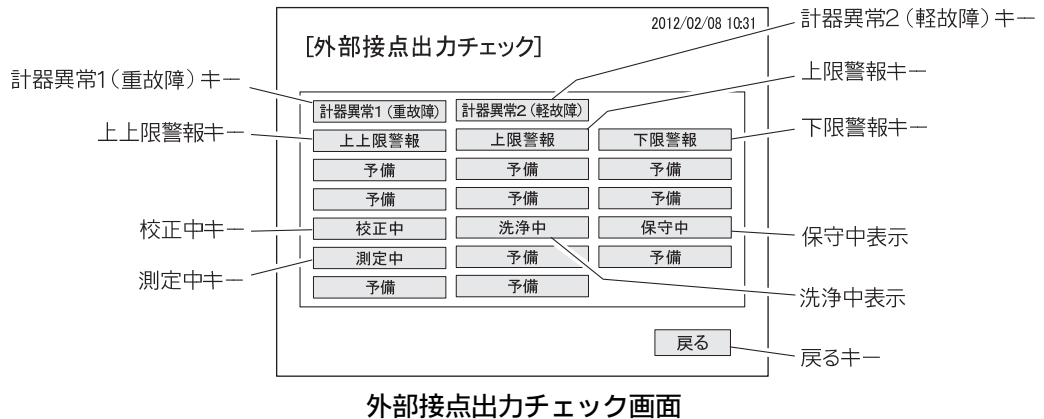 2012/02/08 10:31
計器異常2（軽故障）キー
[外部接点出力チェック]
計器異常1（重故障）キー
上限警報キー
計器異常1（重故障） 計器異常2（軽故障）
上上限警報キー
上上限警報 上限警報 下限警報
下限警報キー
予備 予備 予備
予備 予備 予備
校正中キー
校正中 洗浄中 保守中
保守中表示
測定中キー
測定中 予備 予備
予備 予備
洗浄中表示
戻る
戻るキー
外部接点出力チェック画面